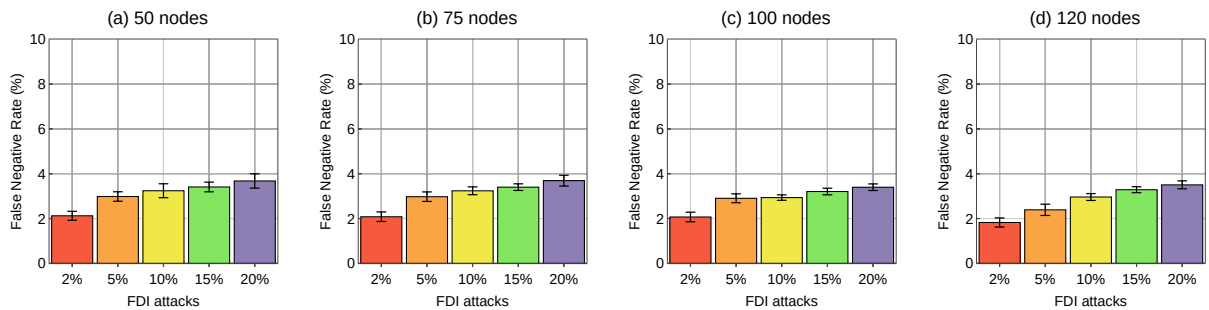 (a) 50 nodes
False Negative Rate (%)
10
8
6
4
2
0
2% 5% 10% 15% 20%
FDI attacks
(b) 75 nodes
False Negative Rate (%)
10
8
6
4
2
0
2% 5% 10% 15% 20%
FDI attacks
(c) 100 nodes
False Negative Rate (%)
10
8
6
4
2
0
2% 5% 10% 15% 20%
FDI attacks
(d) 120 nodes
False Negative Rate (%)
10
8
6
4
2
0
2% 5% 10% 15% 20%
FDI attacks